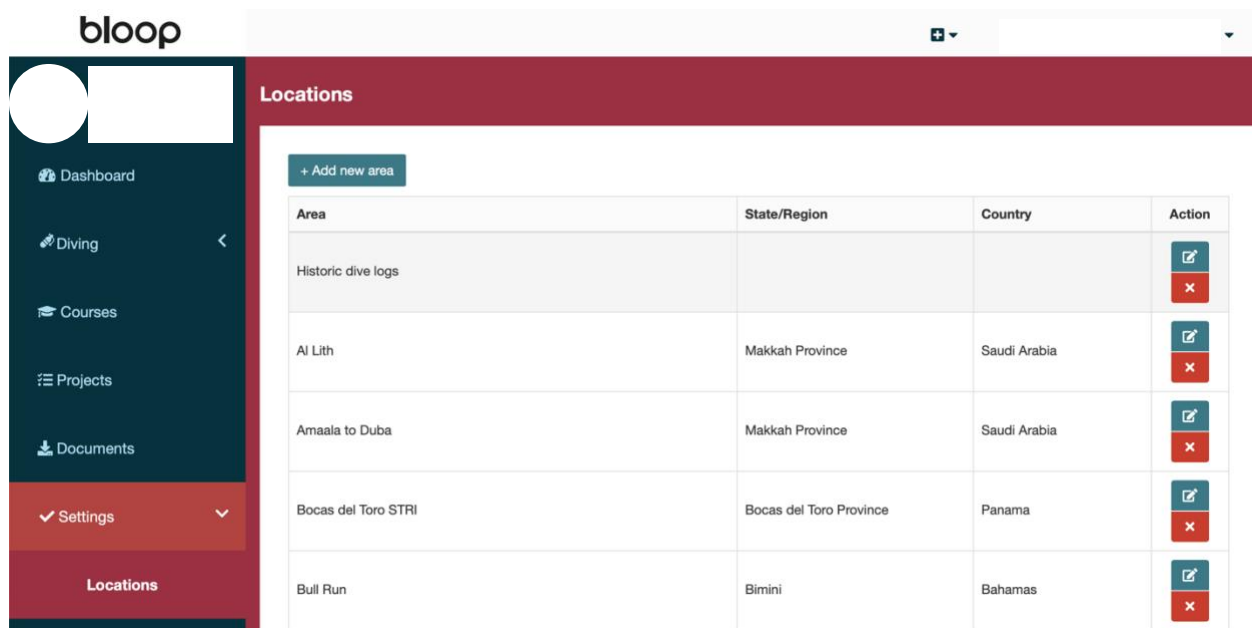 bloop
Locations
Dashboard
Diving
Courses
Projects
Documents
Settings
Locations
+ Add new area
Area State/Region Country Action
Historic dive logs
Al Lith Makkah Province Saudi Arabia
Amaala to Duba Makkah Province Saudi Arabia
Bocas del Toro STRI Bocas del Toro Province Panama
Bull Run Bimini Bahamas